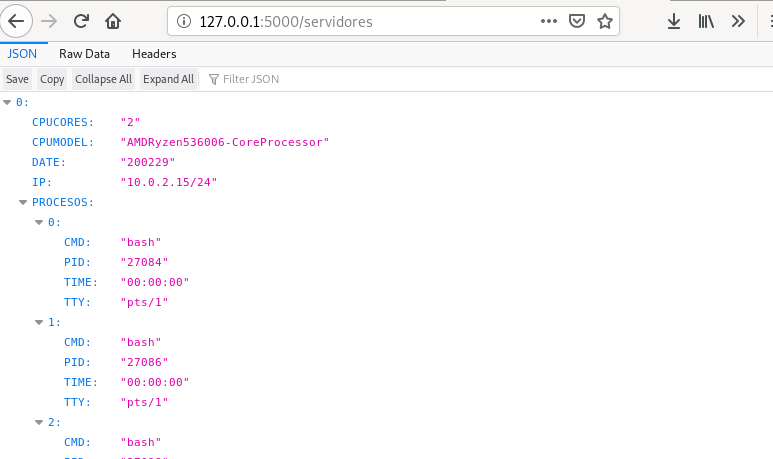 127.0.0.1:5000/servidores
JSON Raw Data Headers
Save Copy Collapse All Expand All Filter JSON
0:
CPUCORES: "2"
CPUMODEL: "AMDRyzen536006-CoreProcessor"
DATE: "200229"
IP: "10.0.2.15/24"
PROCESOS:
0:
CMD: "bash"
PID: "27084"
TIME: "00:00:00"
TTY: "pts/1"
1:
CMD: "bash"
PID: "27086"
TIME: "00:00:00"
TTY: "pts/1"
2:
CMD: "bash"